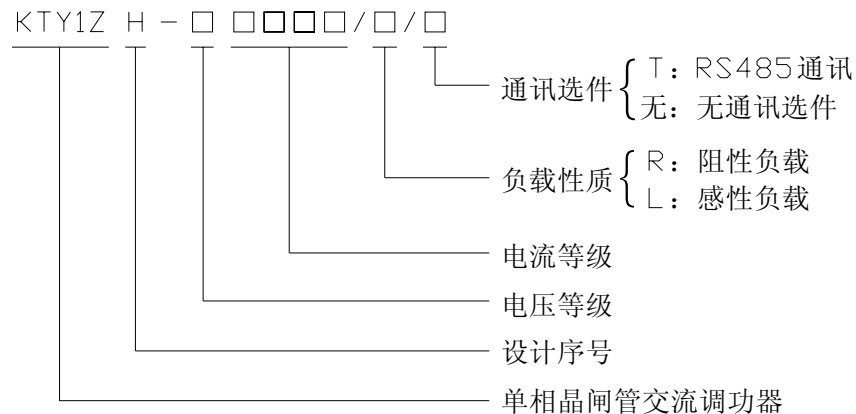 KTY1Z H - □ □□□□/□/□
通讯选件 { T：RS485通讯
无：无通讯选件
负载性质 { R：阻性负载
L：感性负载
电流等级
电压等级
设计序号
单相晶闸管交流调功器